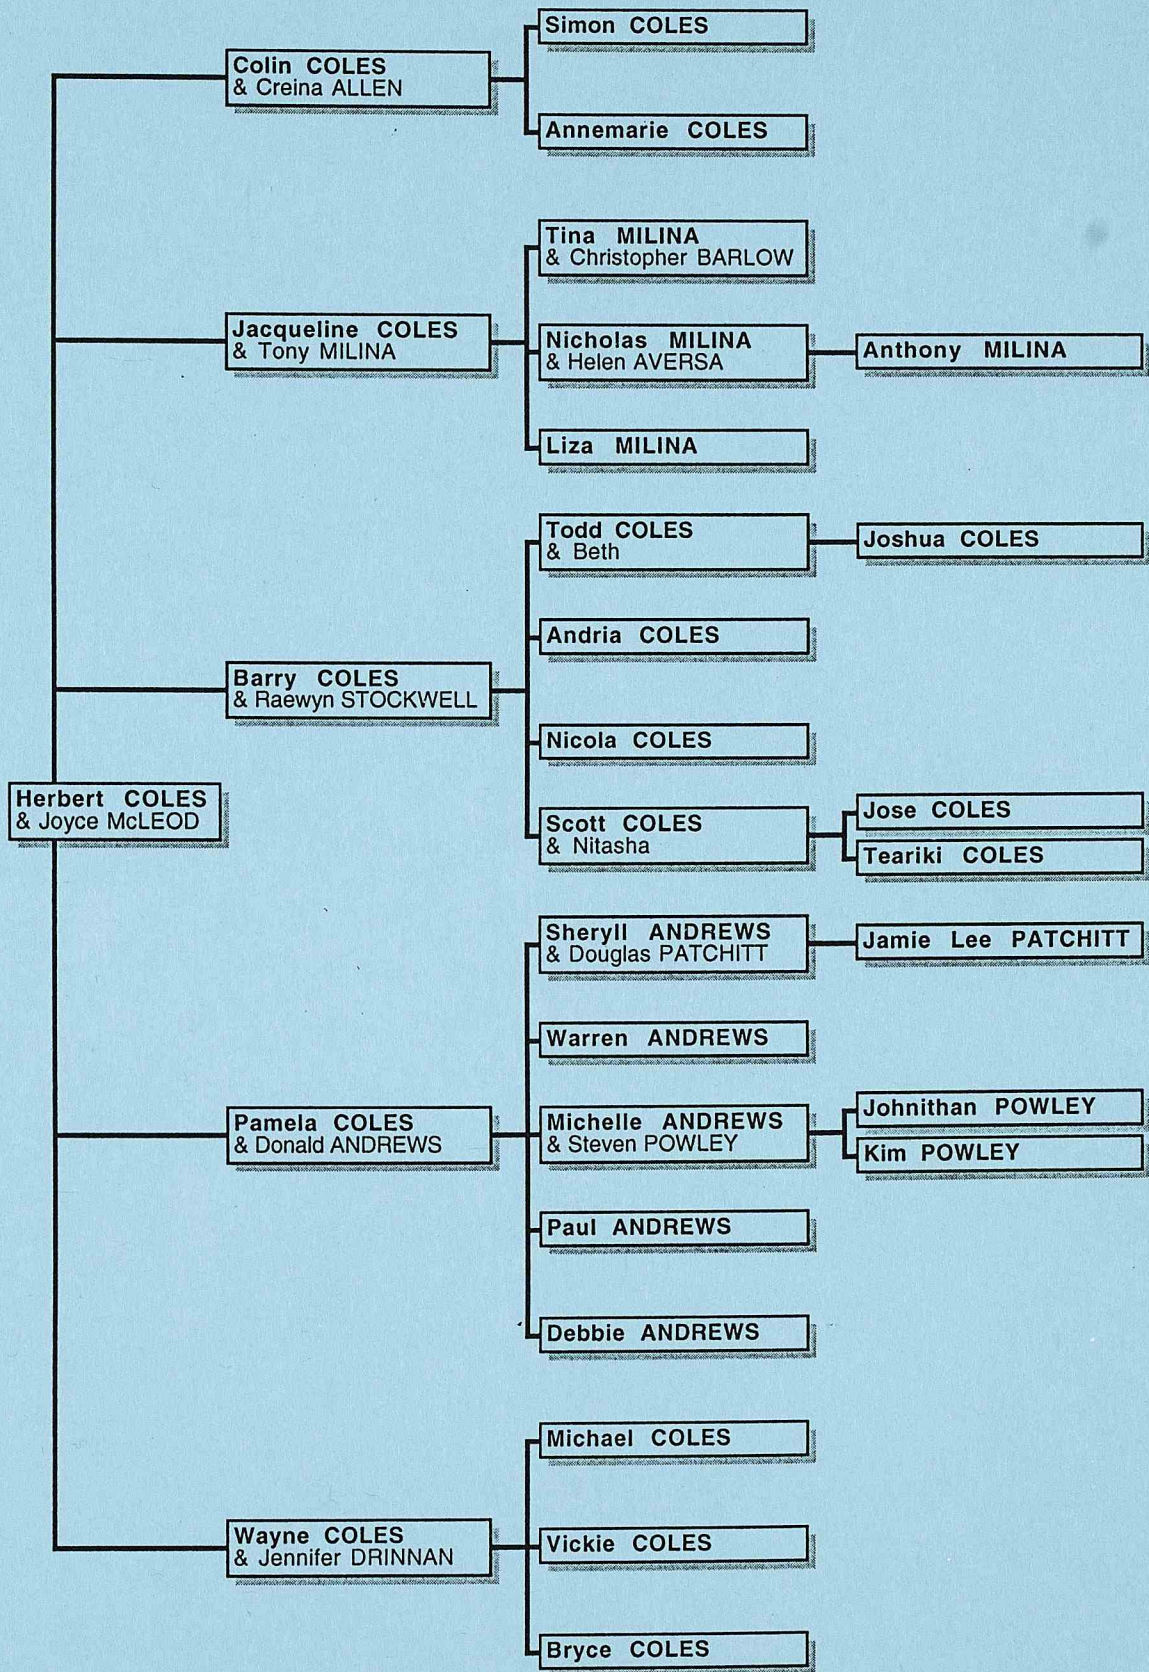 Simon COLES
Colin COLES
& Creina ALLEN
Annemarie COLES
Tina MILINA
& Christopher BARLOW
Jacqueline COLES
& Tony MILINA
Nicholas MILINA
& Helen AVERSA
Anthony MILINA
Liza MILINA
Todd COLES
& Beth
Joshua COLES
Andria COLES
Barry COLES
& Raewyn STOCKWELL
Nicola COLES
Herbert COLES
& Joyce McLEOD
Scott COLES
& Nitasha
Jose COLES
Teariki COLES
Sheryll ANDREWS
& Douglas PATCHITT
Jamie Lee PATCHITT
Warren ANDREWS
Pamela COLES
& Donald ANDREWS
Michelle ANDREWS
& Steven POWLEY
Johnithan POWLEY
Kim POWLEY
Paul ANDREWS
Debbie ANDREWS
Michael COLES
Wayne COLES
& Jennifer DRINNAN
Vickie COLES
Bryce COLES